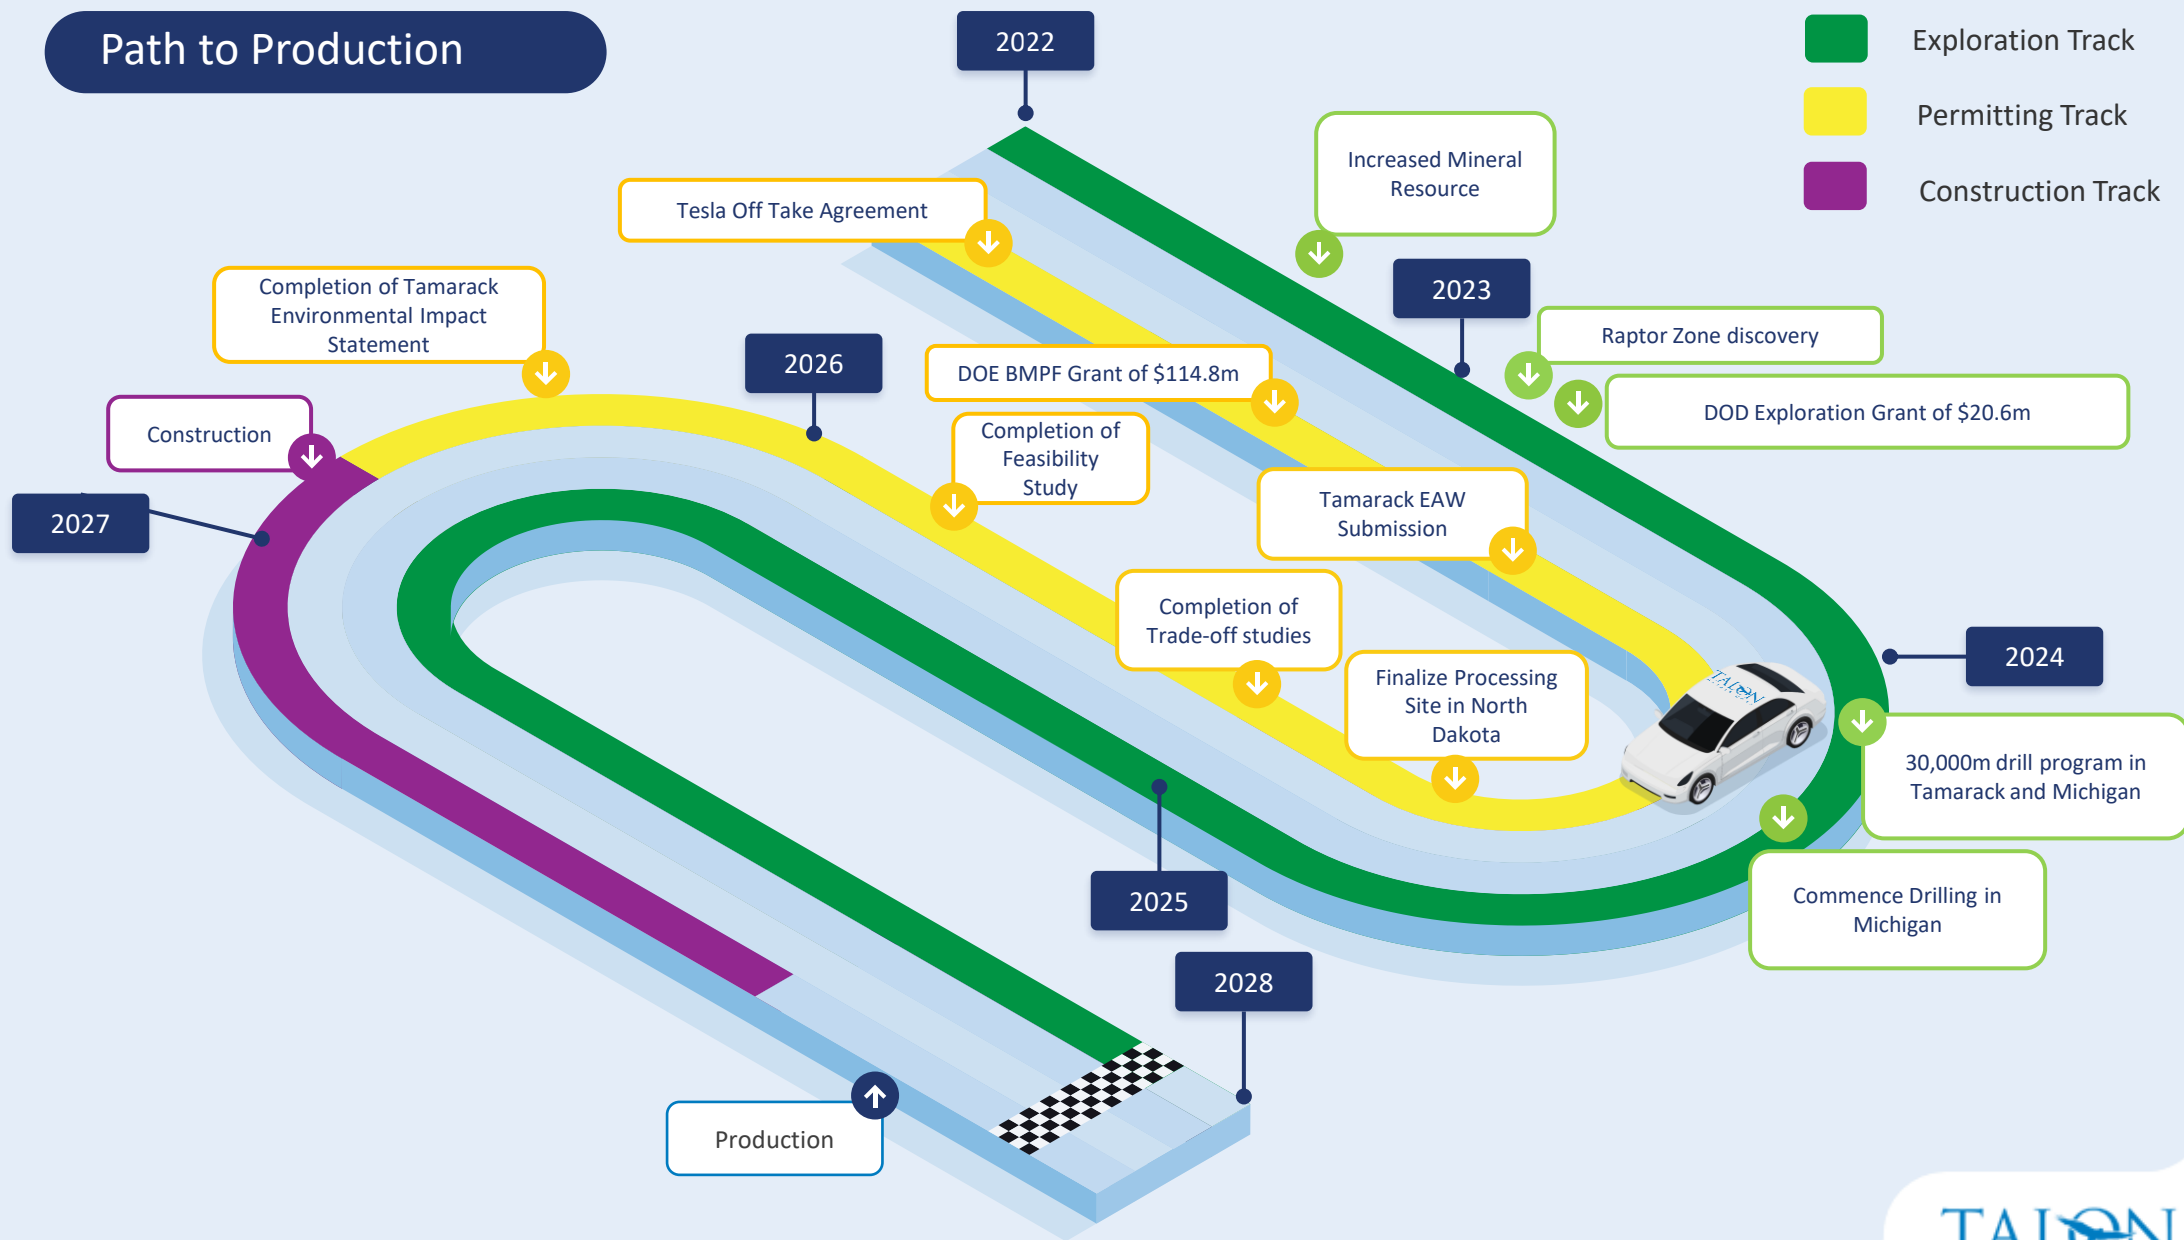 Path to Production
2022
Exploration Track
Permitting Track
Construction Track
Increased Mineral
Resource
Tesla Off Take Agreement
2023
Completion of Tamarack
Environmental Impact
Statement
Raptor Zone discovery
2026
DOE BMPF Grant of $114.8m
DOD Exploration Grant of $20.6m
Construction
Completion of
Feasibility
Study
2027
Tamarack EAW
Submission
Completion of
Trade-off studies
2024
Finalize Processing
Site in North
Dakota
TALON
30,000m drill program in
Tamarack and Michigan
2025
Commence Drilling in
Michigan
2028
Production
TALON